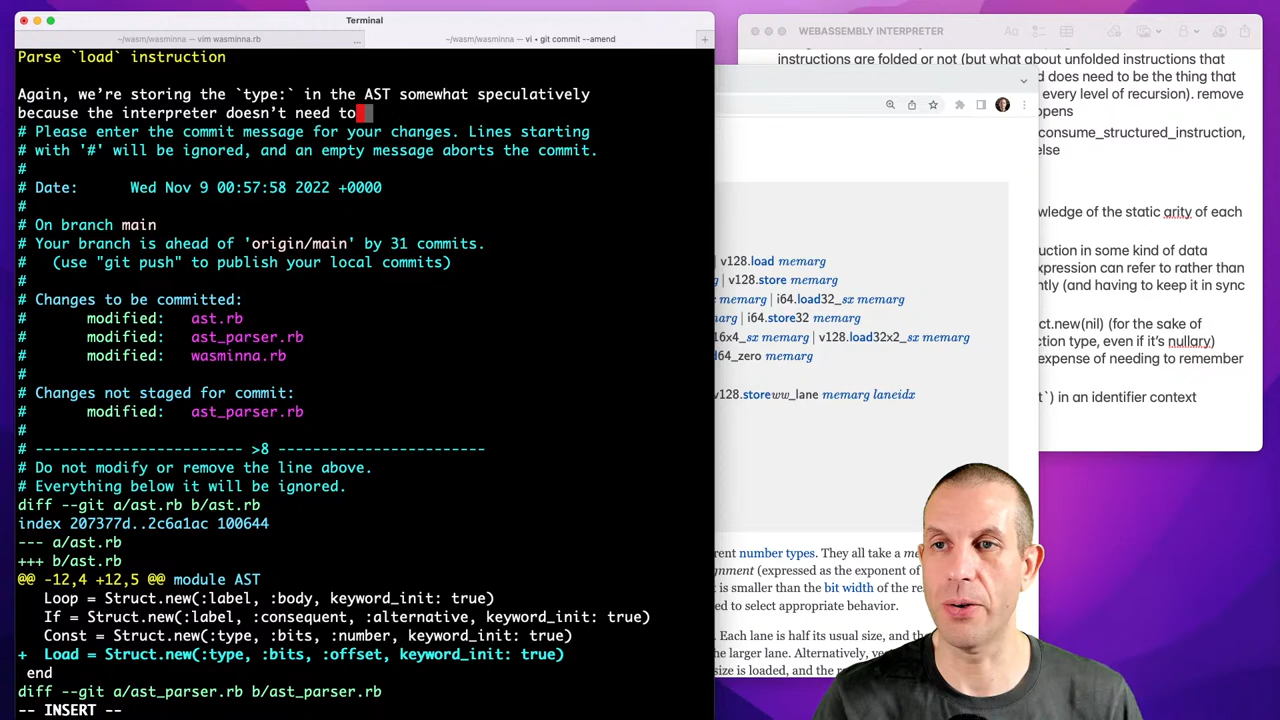 Terminal
~/wasm/wasminna — vim wasminna.rb
...
~/wasm/wasminna — vi • git commit --amend
+
Parse `load` instruction
Again, we’re storing the `type:` in the AST somewhat speculatively
because the interpreter doesn’t need to
# Please enter the commit message for your changes. Lines starting
# with '#' will be ignored, and an empty message aborts the commit.
#
# Date:      Wed Nov 9 00:57:58 2022 +0000
#
# On branch main
# Your branch is ahead of 'origin/main' by 31 commits.
#   (use "git push" to publish your local commits)
#
# Changes to be committed:
#       modified:   ast.rb
#       modified:   ast_parser.rb
#       modified:   wasminna.rb
#
# Changes not staged for commit:
#       modified:   ast_parser.rb
#
# ------------------------ >8 ------------------------
# Do not modify or remove the line above.
# Everything below it will be ignored.
diff --git a/ast.rb b/ast.rb
index 207377d..2c6a1ac 100644
--- a/ast.rb
+++ b/ast.rb
@@ -12,4 +12,5 @@ module AST
   Loop = Struct.new(:label, :body, keyword_init: true)
   If = Struct.new(:label, :consequent, :alternative, keyword_init: true)
   Const = Struct.new(:type, :bits, :number, keyword_init: true)
+  Load = Struct.new(:type, :bits, :offset, keyword_init: true)
 end
diff --git a/ast_parser.rb b/ast_parser.rb
-- INSERT --
WEBASSEMBLY INTERPRETER
Aa
instructions are folded or not (but what about unfolded instructions that
d does need to be the thing that
every level of recursion). remove
opens
consume_structured_instruction,
else
wledge of the static arity of each
uction in some kind of data
xpression can refer to rather than
ntly (and having to keep it in sync
ct.new(nil) (for the sake of
ction type, even if it’s nullary)
expense of needing to remember
t`) in an identifier context
| v128.load memarg
| v128.store memarg
x memarg | i64.load32_sx memarg
arg | i64.store32 memarg
16x4_sx memarg | v128.load32x2_sx memarg
d64_zero memarg
v128.storeww_lane memarg laneidx
rent number types. They all take a me
gnment (expressed as the exponent of
t is smaller than the bit width of the re
ed to select appropriate behavior.
. Each lane is half its usual size, and th
he larger lane. Alternatively, ve
size is loaded, and the r